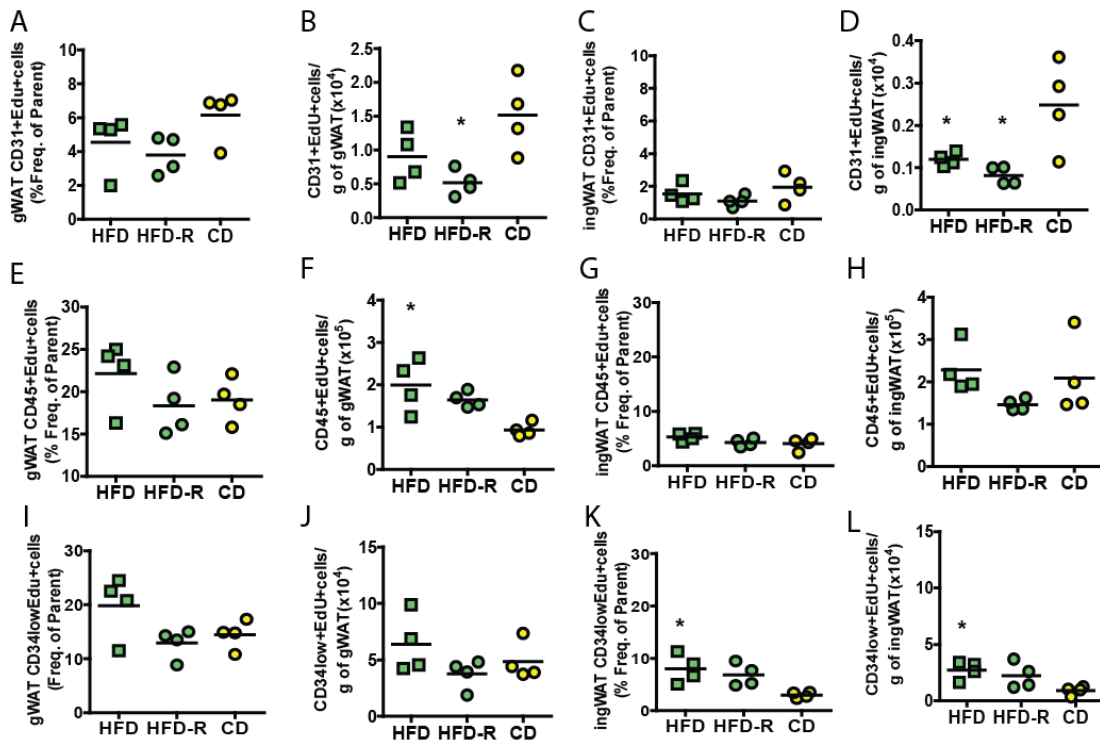 A
gWAT CD31+Edu+cells
(%Freq. of Parent)
10
8
6
4
2
0
HFD HFD-R CD
B
CD31+EdU+cells/
g of gWAT(x10⁴)
2.5
2.0
1.5
1.0
0.5
0.0
*
HFD HFD-R CD
C
ingWAT CD31+Edu+cells
(%Freq. of Parent)
10
8
6
4
2
0
HFD HFD-R CD
D
CD31+EdU+cells/
g of ingWAT (x10⁴)
0.4
0.3
0.2
0.1
0.0
* *
HFD HFD-R CD
E
gWAT CD45+Edu+cells
(% Freq. of Parent)
30
25
20
15
10
HFD HFD-R CD
F
CD45+EdU+cells/
g of gWAT (x10⁵)
4
3
2
1
0
*
HFD HFD-R CD
G
ingWAT CD45+Edu+cells
(% Freq. of Parent)
30
25
20
15
10
5
0
HFD HFD-R CD
H
CD45+EdU+cells/
g of ingWAT (x10⁵)
4
3
2
1
0
HFD HFD-R CD
I
gWAT CD34lowEdu+cells
(Freq. of Parent)
30
20
10
0
HFD HFD-R CD
J
CD34low+EdU+cells/
g of gWAT(x10⁴)
15
10
5
0
HFD HFD-R CD
K
ingWAT CD34lowEdu+cells
(% Freq. of Parent)
30
20
10
0
*
HFD HFD-R CD
L
CD34low+EdU+cells/
g of ingWAT (x10⁴)
15
10
5
0
*
HFD HFD-R CD